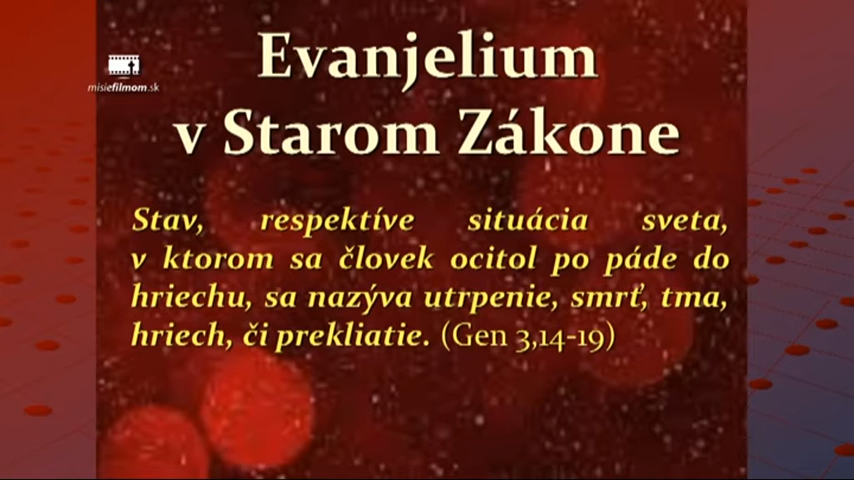 Evanjelium
v Starom Zákone
misiefilmom.sk
Stav, respektíve situácia sveta,
v ktorom sa človek ocitol po páde do
hriechu, sa nazýva utrpenie, smrť, tma,
hriech, či prekliatie. (Gen 3,14-19)